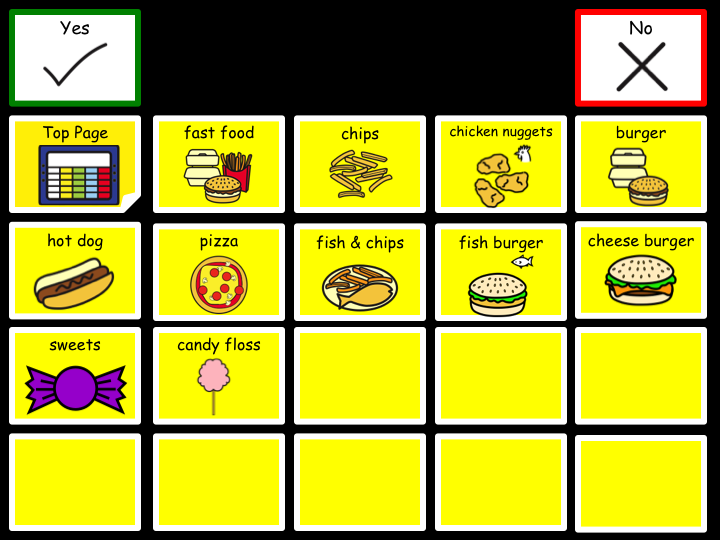 Yes
No
Top Page
fast food
chips
chicken nuggets
burger
hot dog
pizza
fish & chips
fish burger
cheese burger
sweets
candy floss